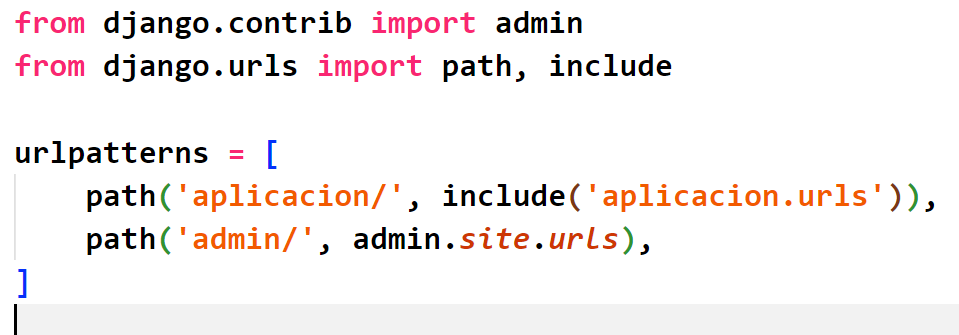 from django.contrib import admin
from django.urls import path, include

urlpatterns = [
    path('aplicacion/', include('aplicacion.urls')),
    path('admin/', admin.site.urls),
]